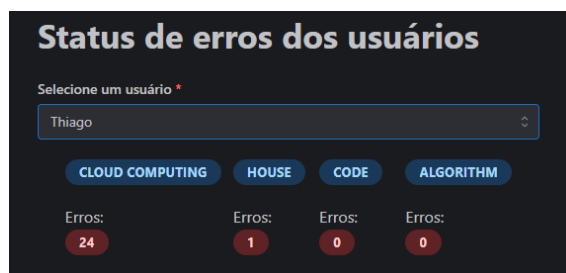 Status de erros dos usuários
Selecione um usuário *
Thiago
CLOUD COMPUTING HOUSE CODE ALGORITHM
Erros: Erros: Erros: Erros:
24 1 0 0